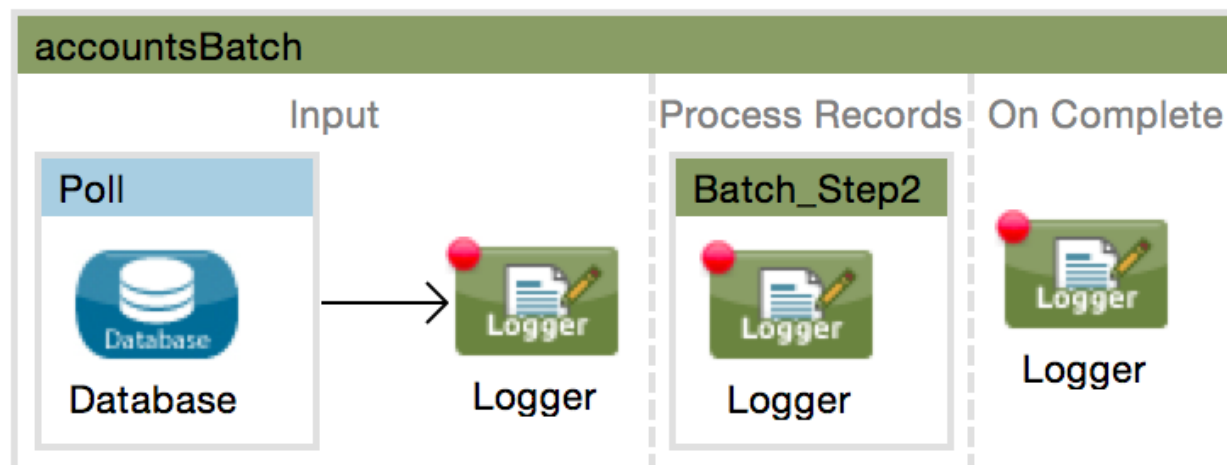 accountsBatch
Input
Process Records
On Complete
Poll
Batch_Step2
Database
Logger
Logger
Logger
Database
Logger
Logger
Logger